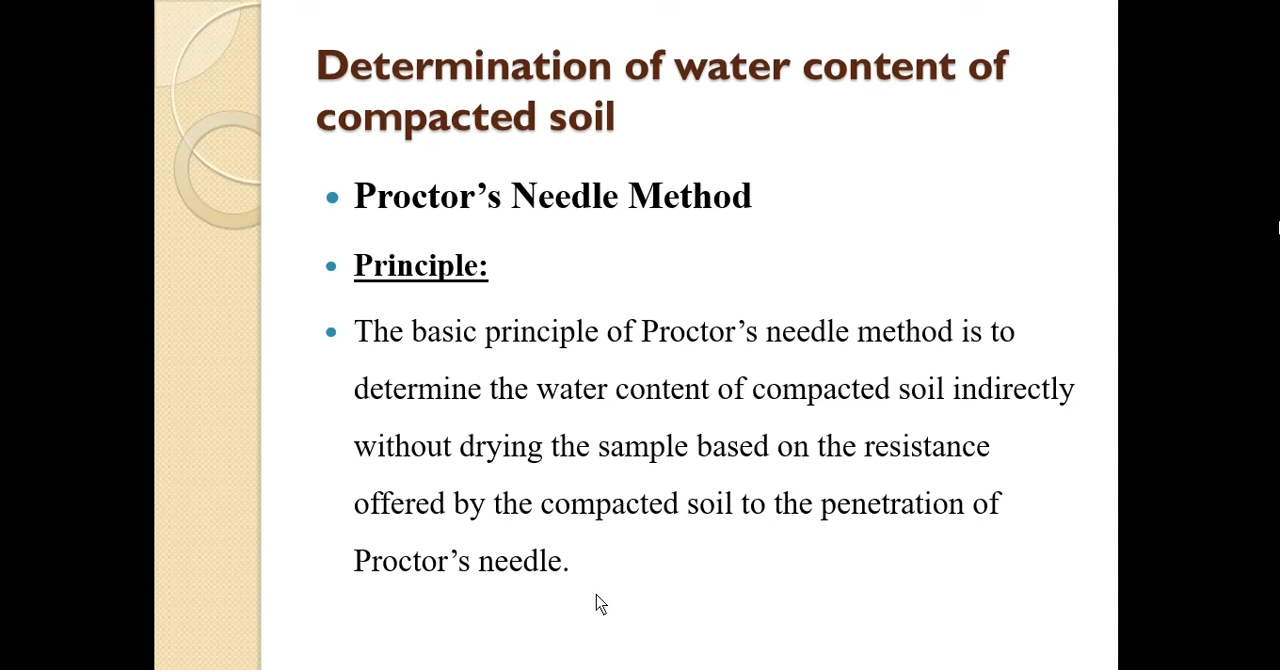 Determination of water content of
compacted soil
• Proctor’s Needle Method
• Principle:
• The basic principle of Proctor’s needle method is to
determine the water content of compacted soil indirectly
without drying the sample based on the resistance
offered by the compacted soil to the penetration of
Proctor’s needle.